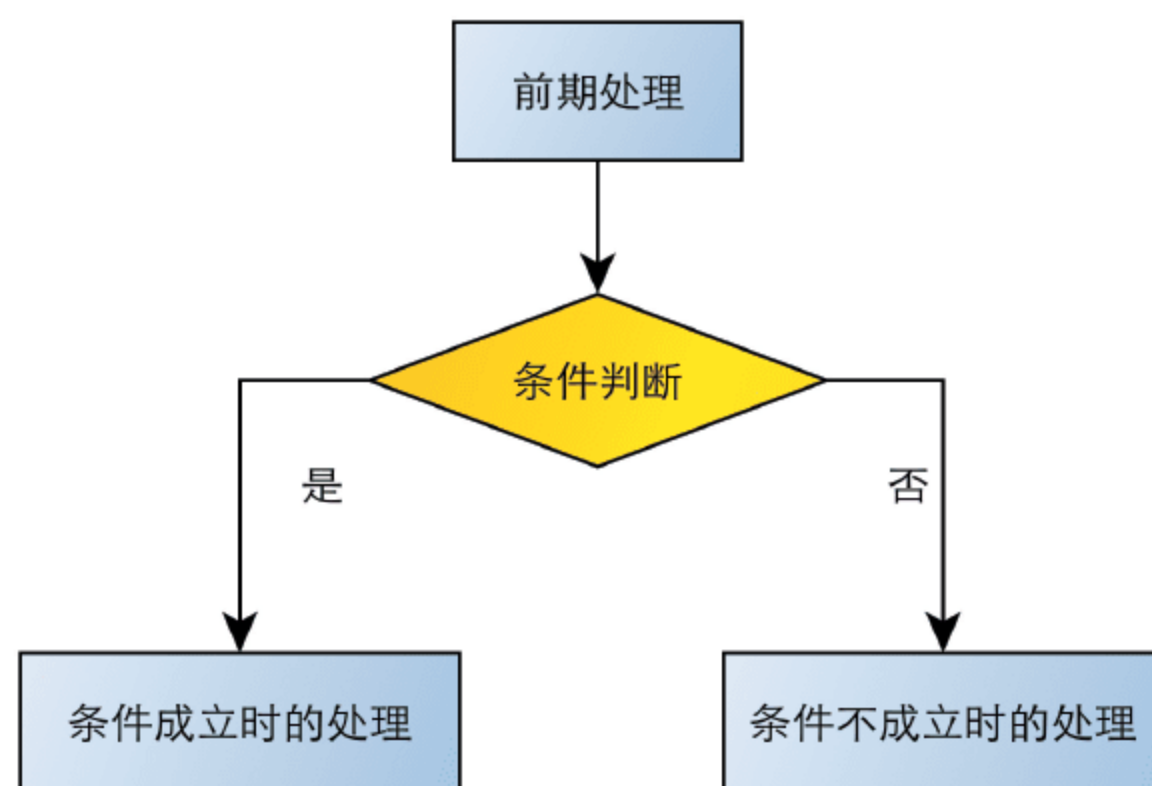 前期处理
条件判断
是
否
条件成立时的处理
条件不成立时的处理